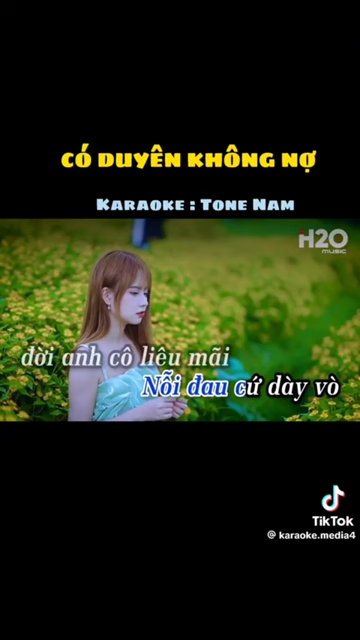 CÓ DUYÊN KHÔNG NỢ
KARAOKE : TONE NAM
H2O
MUSIC
đời anh cô liêu mãi
Nỗi đau cứ dày vò
TikTok
@ karaoke.media4